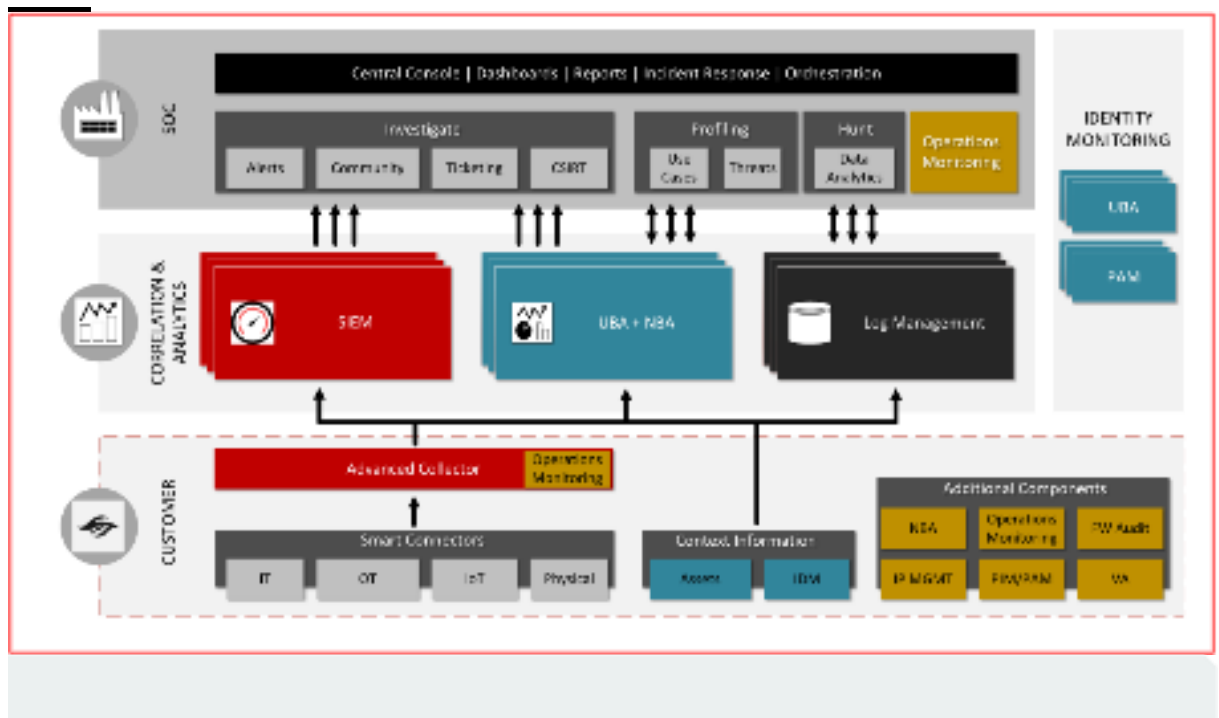 SOC
Central Console | Dashboards | Reports | Incident Response | Orchestration
Investigate
Alerts
Community
Ticketing
CSIRT
Profiling
Use
Cases
Threats
Hunt
Data
Analytics
Operations
Monitoring
IDENTITY
MONITORING
UBA
PAM
CORRELATION &
ANALYTICS
SIEM
UBA + NBA
Log Management
CUSTOMER
Advanced Collector
Operations
Monitoring
Smart Connectors
IT
OT
IoT
Physical
Context Information
Assets
IDM
Additional Components
NBA
Operations
Monitoring
FW Audit
IP MGMT
PIM/PAM
VA